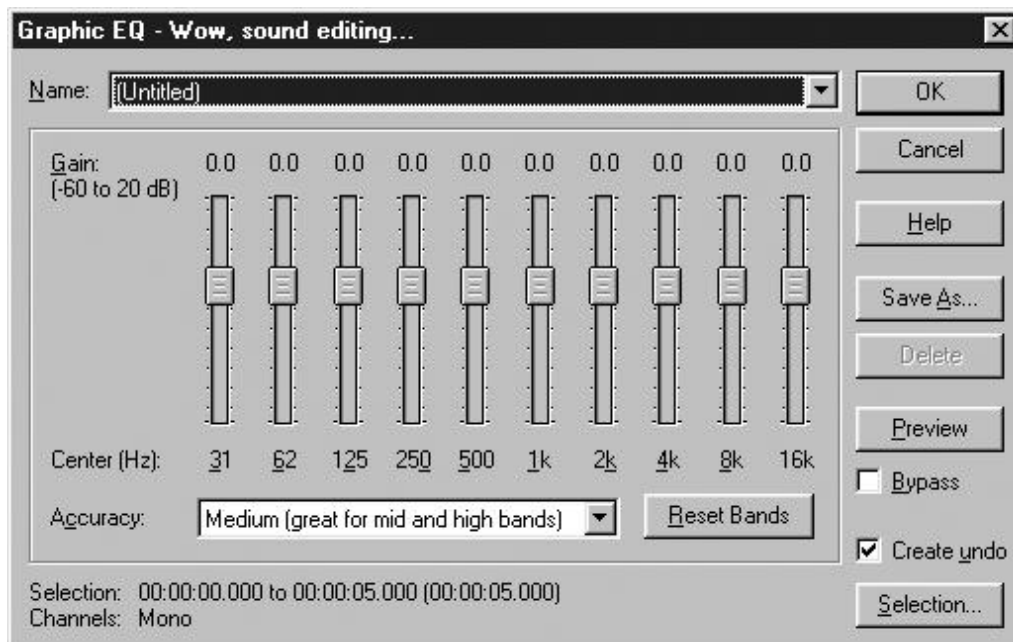 Graphic EQ - Wow, sound editing...
Name: (Untitled)
OK
Cancel
Help
Save As...
Delete
Preview
Bypass
Create undo
Selection...
Gain: 0.0 0.0 0.0 0.0 0.0 0.0 0.0 0.0 0.0 0.0
(-60 to 20 dB)
Center (Hz): 31 62 125 250 500 1k 2k 4k 8k 16k
Accuracy: Medium (great for mid and high bands) Reset Bands
Selection: 00:00:00.000 to 00:00:05.000 (00:00:05.000)
Channels: Mono